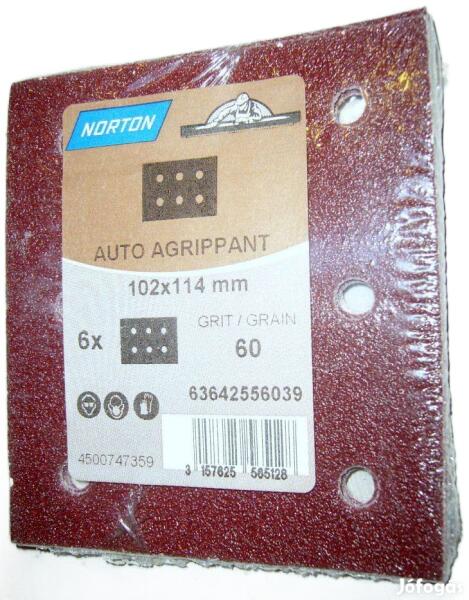 NORTON
AUTO AGRIPPANT
102x114 mm
6x
GRIT / GRAIN
60
63642556039
4500747359
3 157625 565128
Jófogás